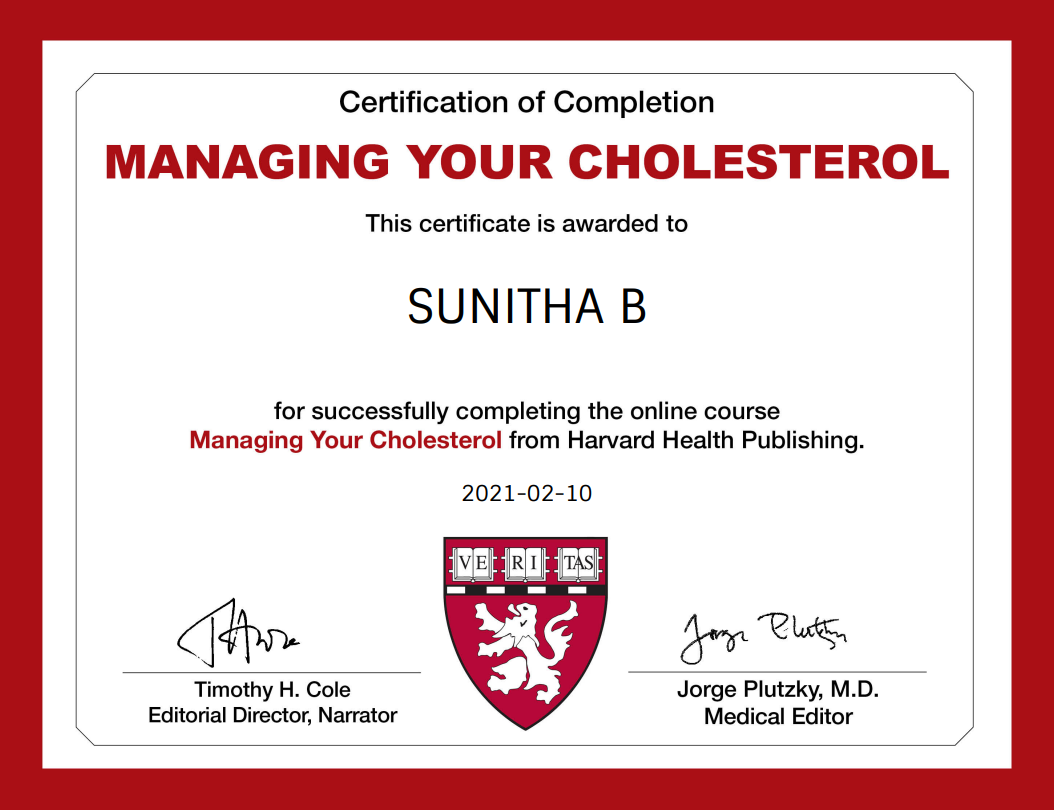 Certification of Completion
MANAGING YOUR CHOLESTEROL
This certificate is awarded to
SUNITHA B
for successfully completing the online course
Managing Your Cholesterol from Harvard Health Publishing.
2021-02-10
VE RI TAS
Timothy H. Cole
Editorial Director, Narrator
Jorge Plutzky
Jorge Plutzky, M.D.
Medical Editor